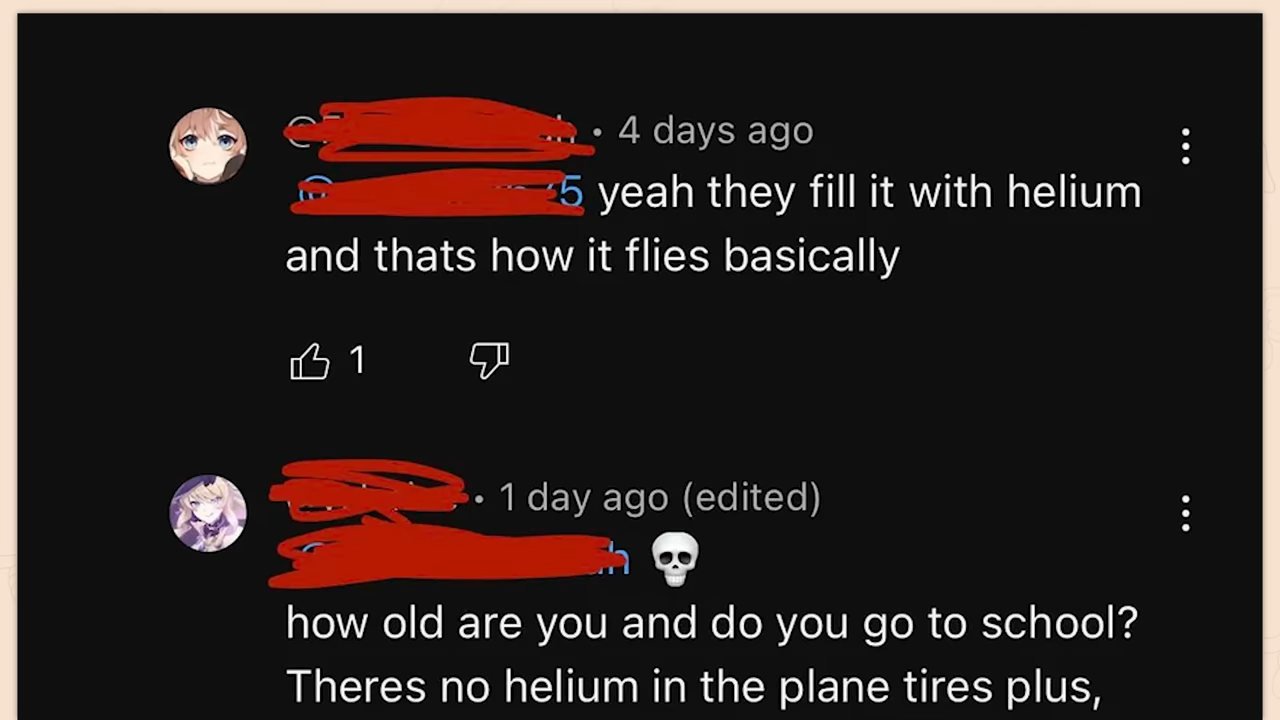 • 4 days ago
yeah they fill it with helium
and thats how it flies basically
1
• 1 day ago (edited)
💀
how old are you and do you go to school?
Theres no helium in the plane tires plus,